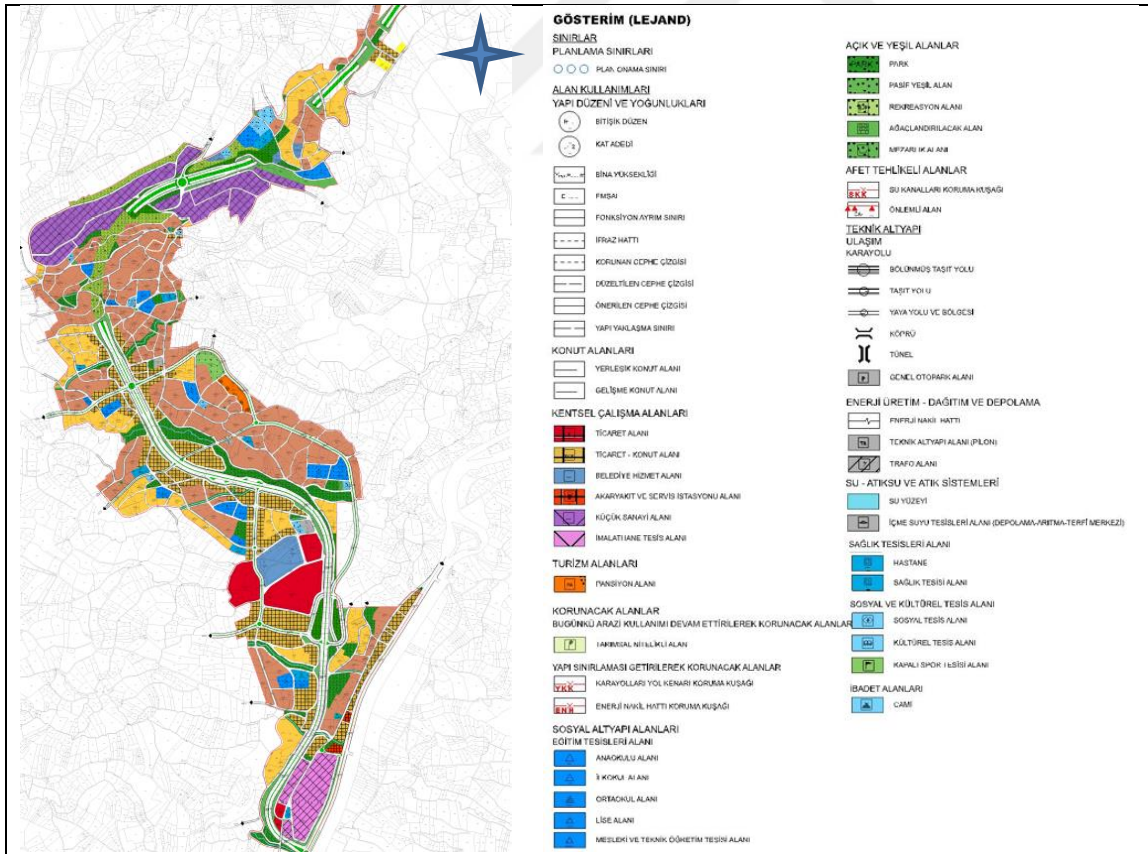 GÖSTERİM (LEJAND)
SINIRLAR
PLANLAMA SINIRLARI
PLAN ONAMA SINIRI
ALAN KULLANIMLARI
YAPI DÜZENİ VE YOĞUNLUKLARI
BİTİŞİK DÜZEN
KAT ADEDİ
BİNA YÜKSEKLİĞİ
EMSAL
FONKSİYON AYRIM SINIRI
İFRAZ HATTI
KORUNAN CEPHE ÇİZGİSİ
DÜZELTİLEN CEPHE ÇİZGİSİ
ÖNERİLEN CEPHE ÇİZGİSİ
YAPI YAKLAŞMA SINIRI
KONUT ALANLARI
YERLEŞİK KONUT ALANI
GELİŞME KONUT ALANI
KENTSEL ÇALIŞMA ALANLARI
TİCARET ALANI
TİCARET - KONUT ALANI
BELEDİYE HİZMET ALANI
AKARYAKIT VE SERVİS İSTASYONU ALANI
KÜÇÜK SANAYİ ALANI
İMALATHANE TESİS ALANI
TURİZM ALANLARI
PANSİYON ALANI
KORUNACAK ALANLAR
BUGÜNKÜ ARAZİ KULLANIMI DEVAM ETTİRİLEREK KORUNACAK ALANLAR
TARIMSAL NİTELİKLİ ALAN
YAPI SINIRLAMASI GETİRİLEREK KORUNACAK ALANLAR
YKK KARAYOLLARI YOL KENARI KORUMA KUŞAĞI
ENH ENERJİ NAKİL HATTI KORUMA KUŞAĞI
SOSYAL ALTYAPI ALANLARI
EĞİTİM TESİSLERİ ALANI
ANAOKULU ALANI
İLKOKUL ALANI
ORTAOKUL ALANI
LİSE ALANI
MESLEKİ VE TEKNİK ÖĞRETİM TESİSİ ALANI
AÇIK VE YEŞİL ALANLAR
PARK PARK
PASİF YEŞİL ALAN
REKREASYON ALANI
AĞAÇLANDIRILACAK ALAN
MEZARLIK ALANI
AFET TEHLİKELİ ALANLAR
SKK SU KANALLARI KORUMA KUŞAĞI
ÖNLEMLİ ALAN
TEKNİK ALTYAPI
ULAŞIM
KARAYOLU
BÖLÜNMÜŞ TAŞIT YOLU
TAŞIT YOLU
YAYA YOLU VE BÖLGESİ
KÖPRÜ
TÜNEL
P GENEL OTOPARK ALANI
ENERJİ ÜRETİM - DAĞITIM VE DEPOLAMA
ENERJİ NAKİL HATTI
TEKNİK ALTYAPI ALANI (PİLON)
TRAFO ALANI
SU - ATIKSU VE ATIK SİSTEMLERİ
SU YÜZEYİ
İÇME SUYU TESİSLERİ ALANI (DEPOLAMA-ARITMA-TERFİ MERKEZİ)
SAĞLIK TESİSLERİ ALANI
HASTANE
SAĞLIK TESİSİ ALANI
SOSYAL VE KÜLTÜREL TESİS ALANI
SOSYAL TESİS ALANI
KÜLTÜREL TESİS ALANI
KAPALI SPOR TESİSİ ALANI
İBADET ALANLARI
CAMİ